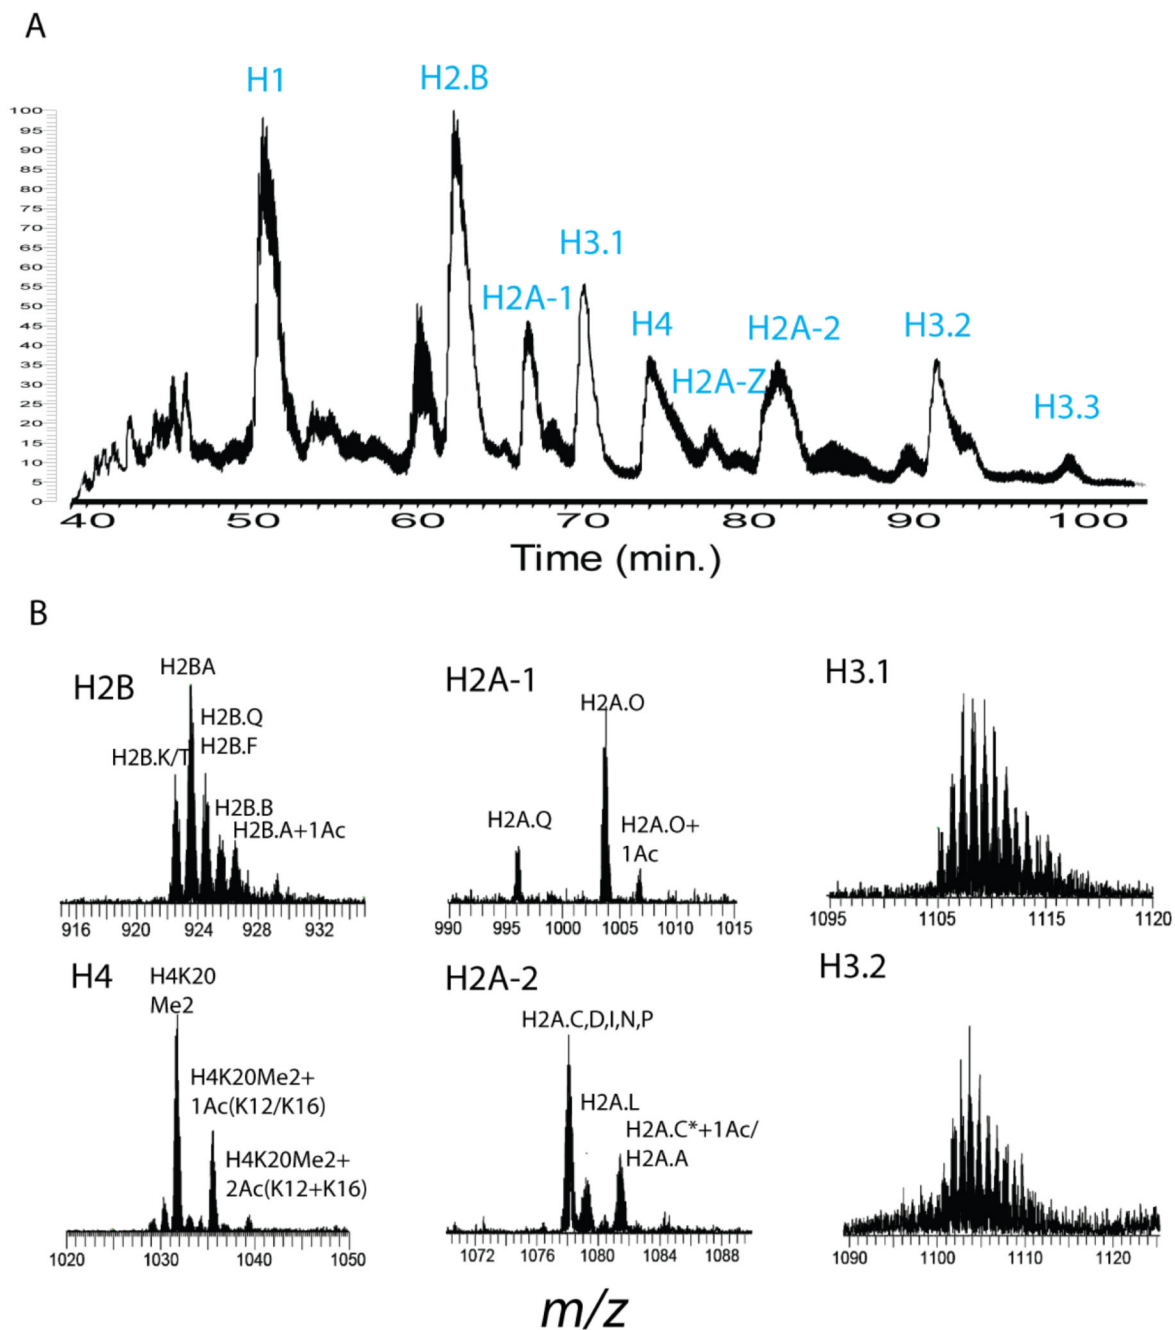 A
H1
H2.B
H3.1
H2A-1
H4
H2A-2
H3.2
H2A-Z
H3.3
100
95
90
85
80
75
70
65
60
55
50
45
40
35
30
25
20
15
10
5
0
40 50 60 70 80 90 100
Time (min.)
B
H2B
H2BA
H2B.Q
H2B.F
H2B.K/T
H2B.B
H2B.A+1Ac
916 920 924 928 932
H2A-1
H2A.O
H2A.Q
H2A.O+
1Ac
990 995 1000 1005 1010 1015
H3.1
1095 1105 1115 1120
H4
H4K20
Me2
H4K20Me2+
1Ac(K12/K16)
H4K20Me2+
2Ac(K12+K16)
1020 1030 1040 1050
H2A-2
H2A.C,D,I,N,P
H2A.L
H2A.C*+1Ac/
H2A.A
1072 1076 1080 1084 1088
H3.2
1090 1100 1110 1120
m/z